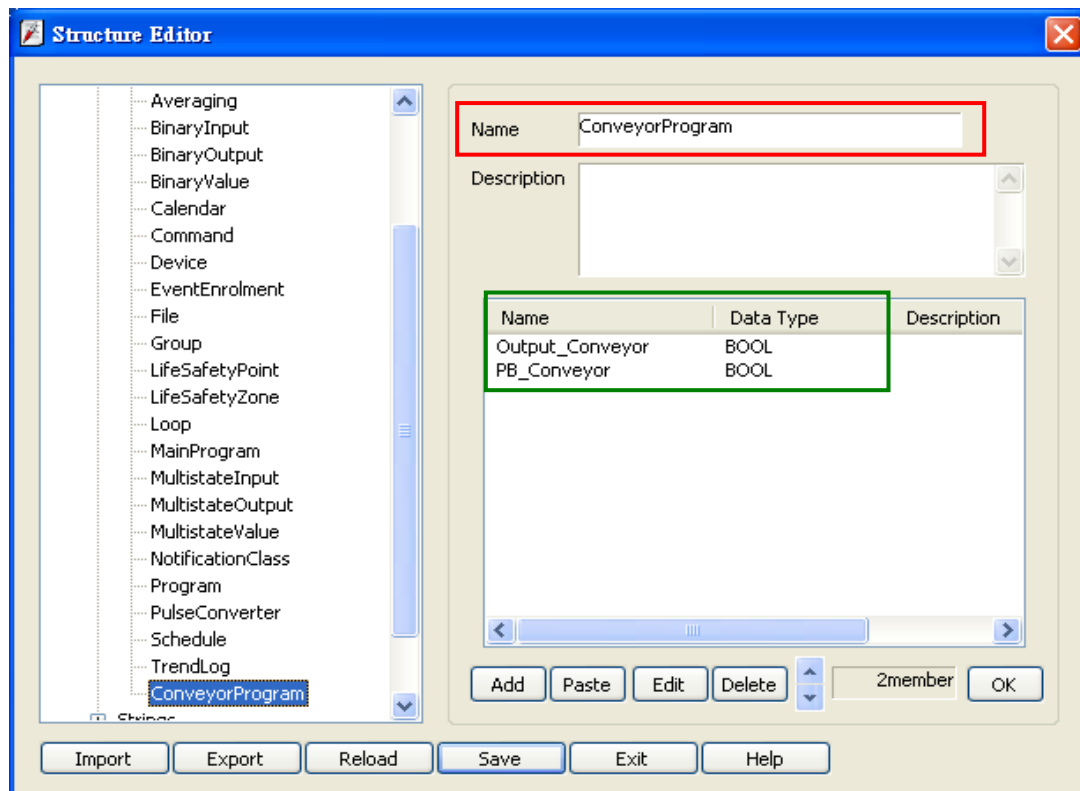 Structure Editor
Averaging
BinaryInput
BinaryOutput
BinaryValue
Calendar
Command
Device
EventEnrolment
File
Group
LifeSafetyPoint
LifeSafetyZone
Loop
MainProgram
MultistateInput
MultistateOutput
MultistateValue
NotificationClass
Program
PulseConverter
Schedule
TrendLog
ConveyorProgram
Strings
Name ConveyorProgram
Description
Name Data Type Description
Output_Conveyor BOOL
PB_Conveyor BOOL
Add Paste Edit Delete 2member OK
Import Export Reload Save Exit Help